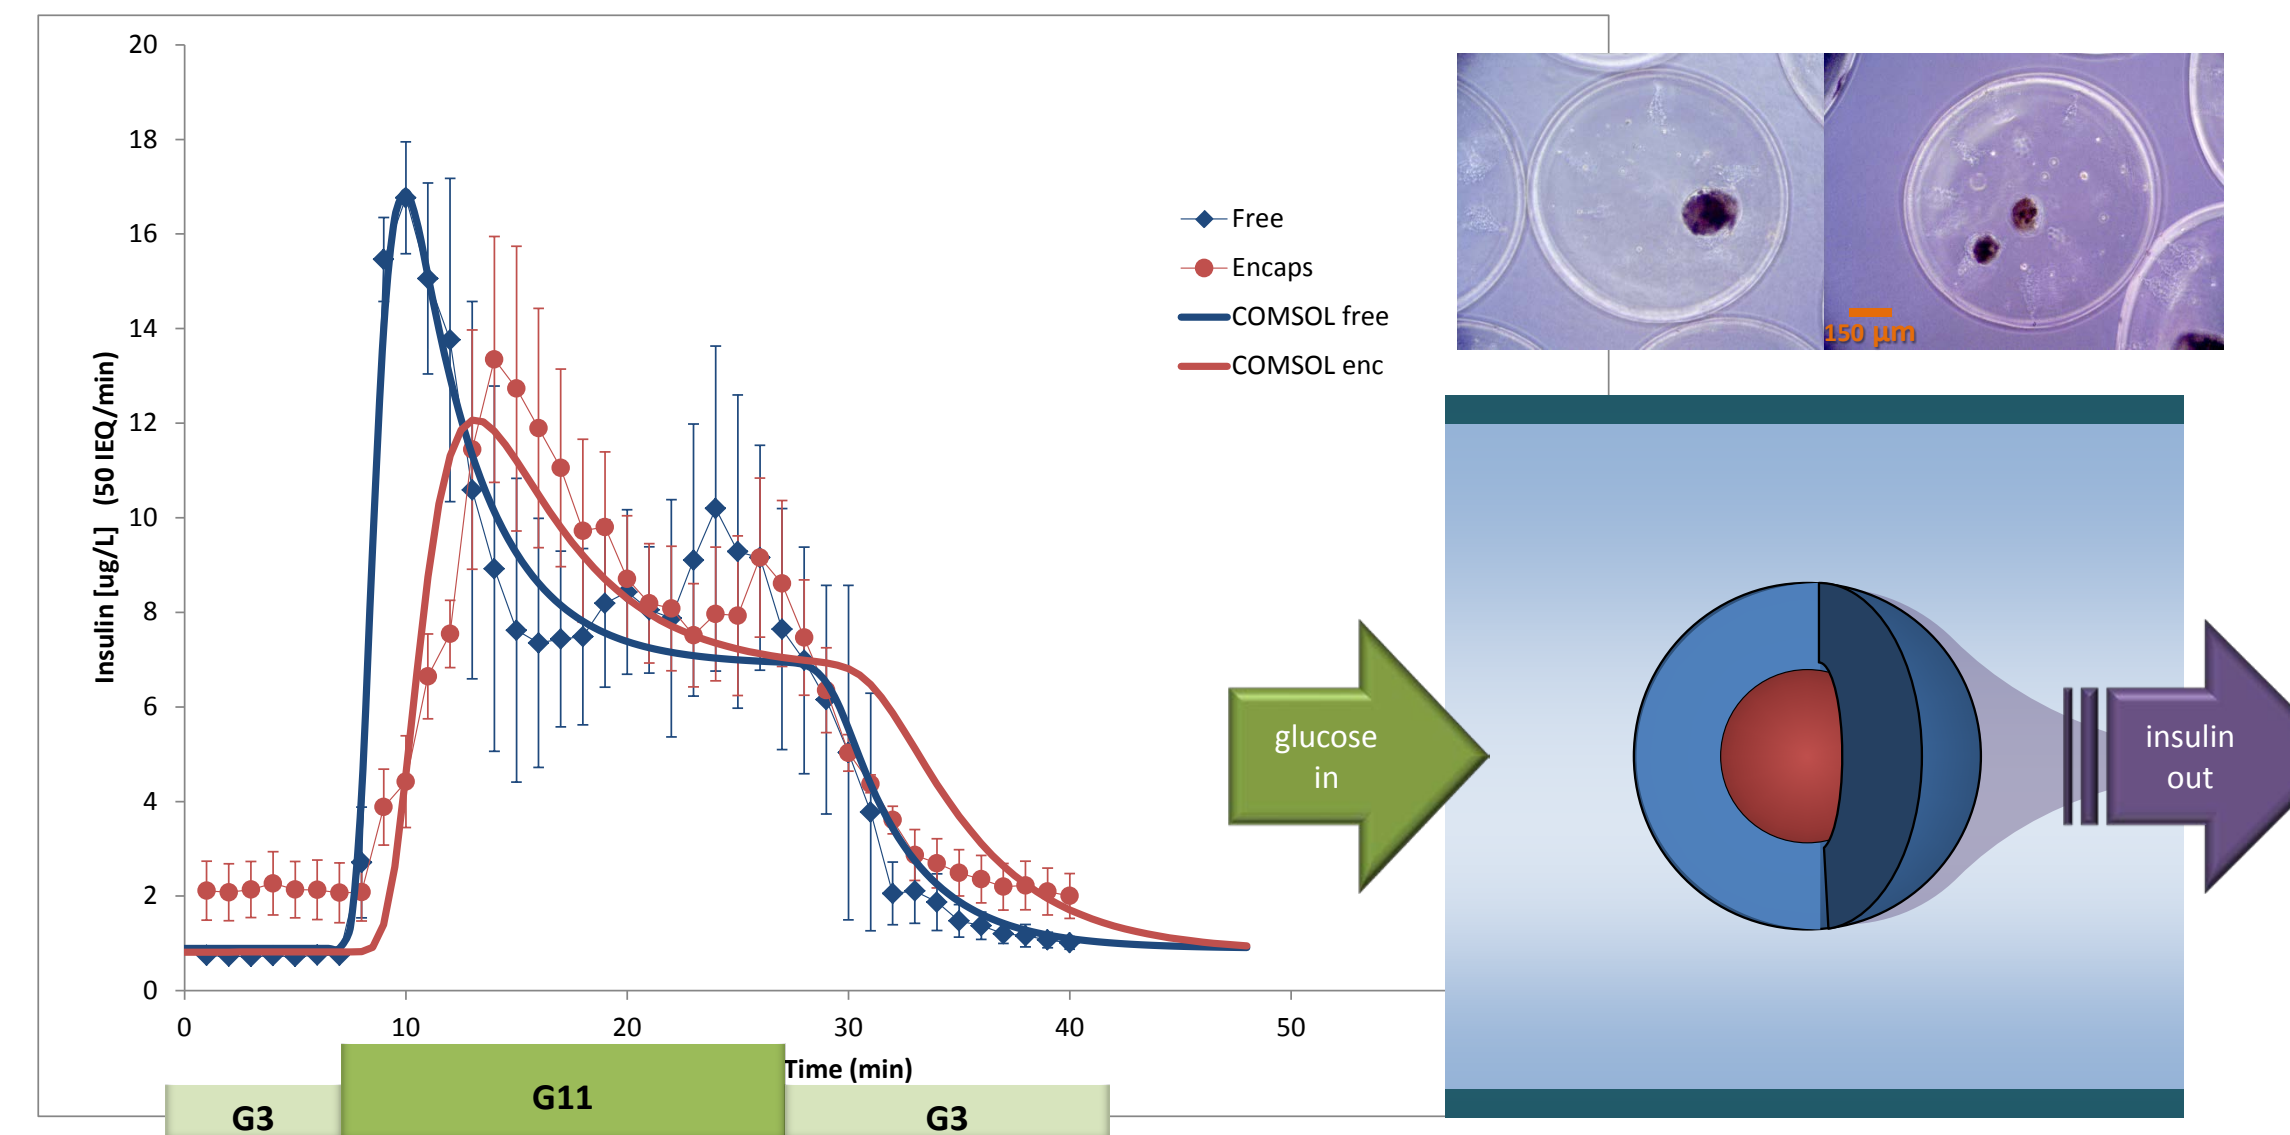 20
18
16
14
12
10
8
6
4
2
0
Insulin [ug/L] (50 IEQ/min)
0 10 20 30 40 50
Time (min)
Free
Encaps
COMSOL free
COMSOL enc
G3
G11
G3
150 µm
glucose
in
insulin
out